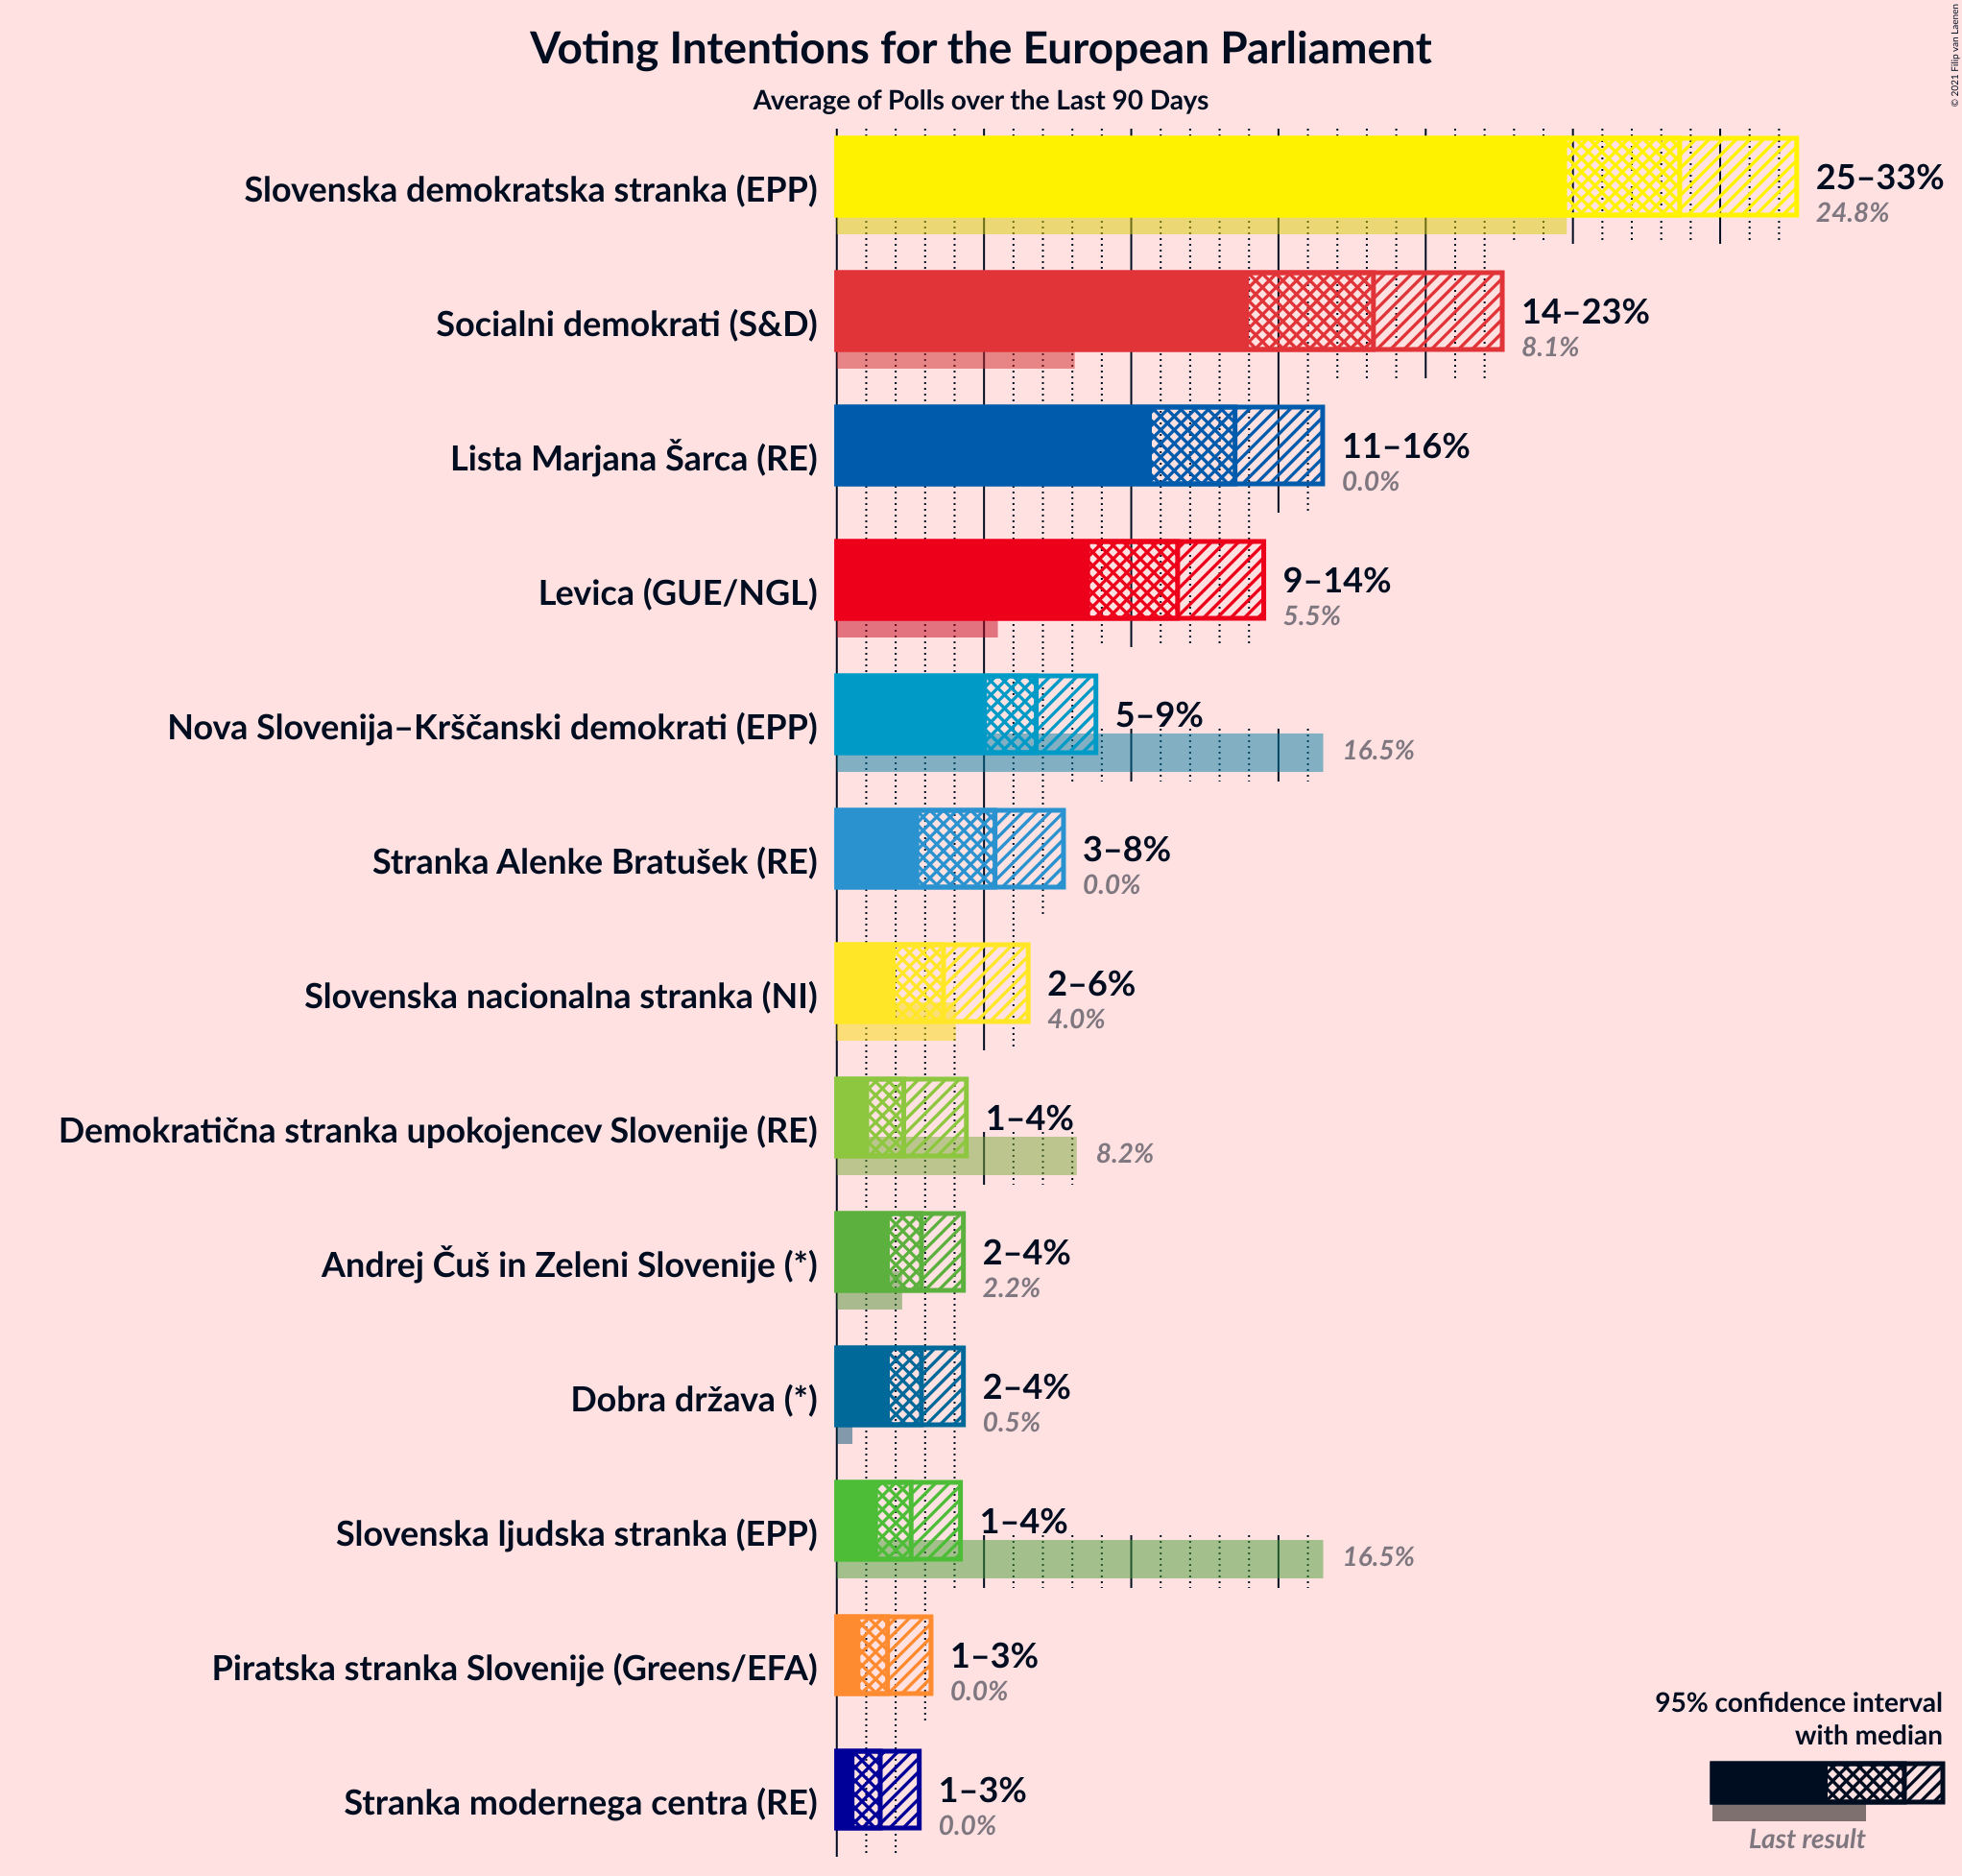 Voting Intentions for the European Parliament
Average of Polls over the Last 90 Days
© 2021 Filip van Laenen
Slovenska demokratska stranka (EPP)
25–33%
24.8%
Socialni demokrati (S&D)
14–23%
8.1%
Lista Marjana Šarca (RE)
11–16%
0.0%
Levica (GUE/NGL)
9–14%
5.5%
Nova Slovenija–Krščanski demokrati (EPP)
5–9%
16.5%
Stranka Alenke Bratušek (RE)
3–8%
0.0%
Slovenska nacionalna stranka (NI)
2–6%
4.0%
Demokratična stranka upokojencev Slovenije (RE)
1–4%
8.2%
Andrej Čuš in Zeleni Slovenije (*)
2–4%
2.2%
Dobra država (*)
2–4%
0.5%
Slovenska ljudska stranka (EPP)
1–4%
16.5%
Piratska stranka Slovenije (Greens/EFA)
1–3%
0.0%
Stranka modernega centra (RE)
1–3%
0.0%
95% confidence interval
with median
Last result